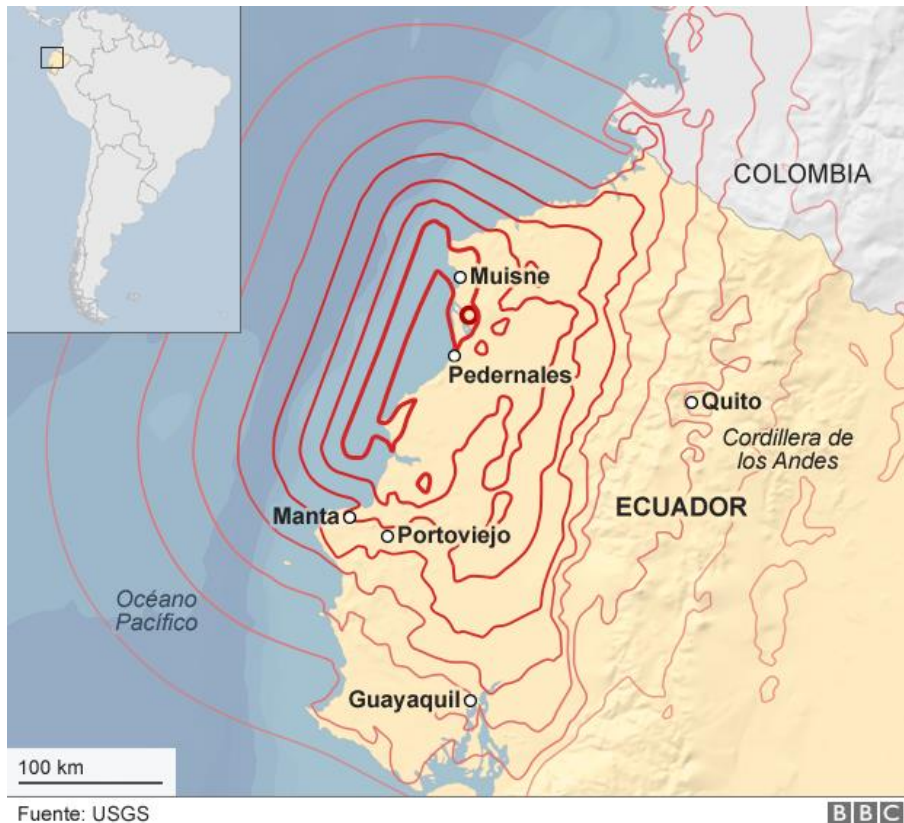 COLOMBIA
Muisne
Pedernales
Quito
Cordillera de
los Andes
ECUADOR
Manta
Portoviejo
Océano
Pacífico
Guayaquil
100 km
Fuente: USGS
BBC